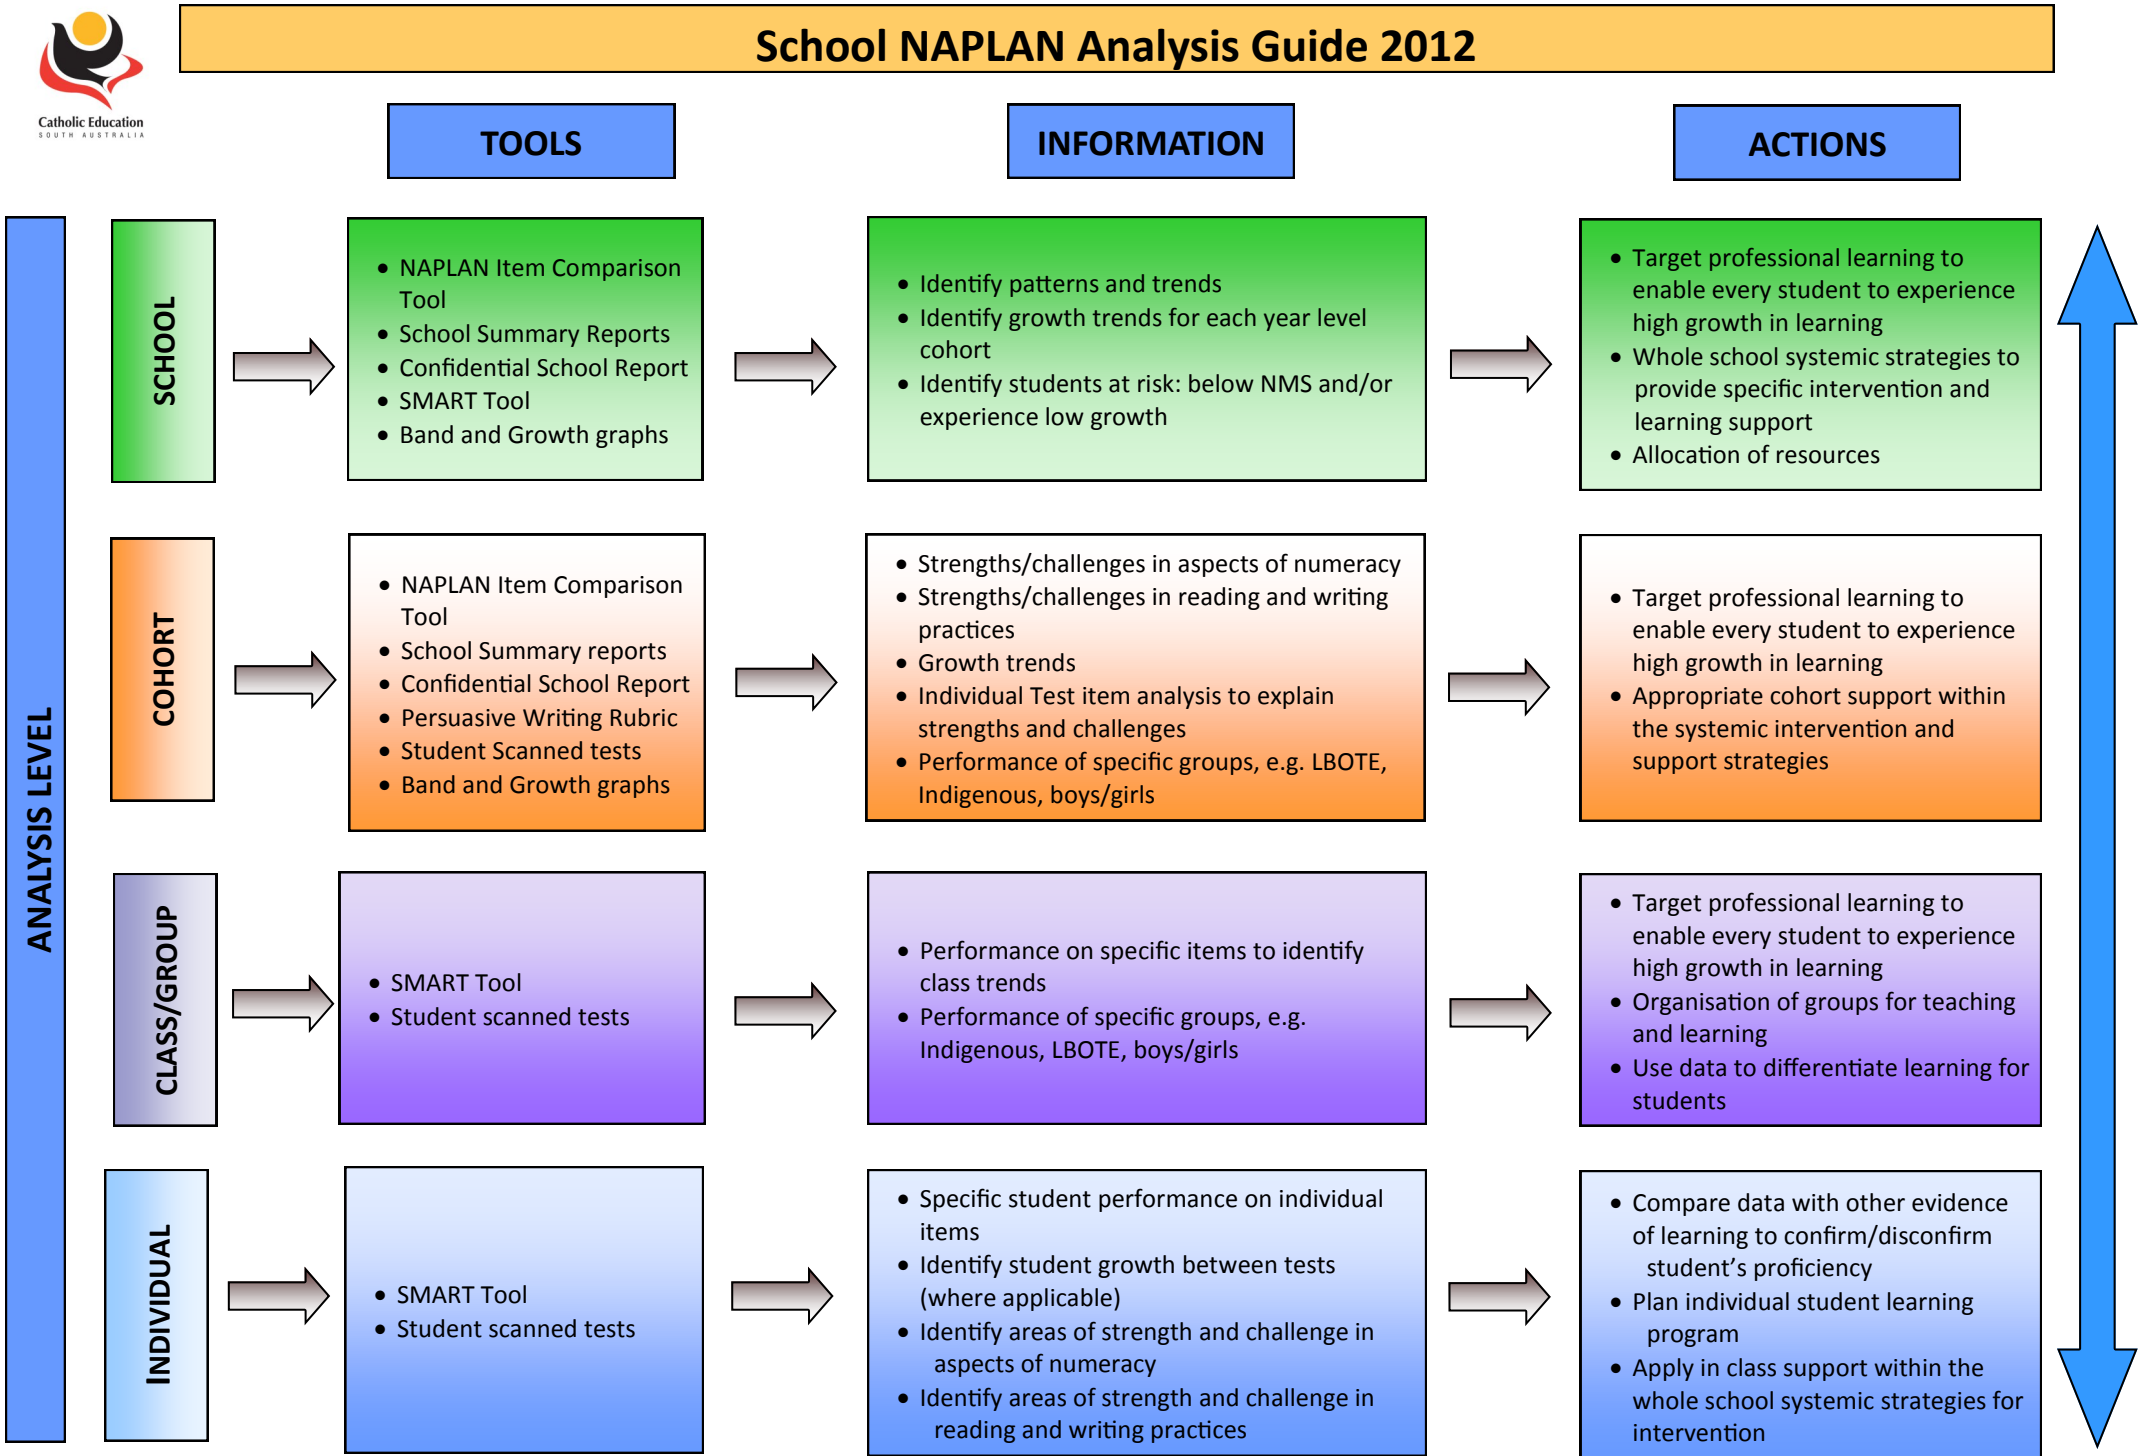 School NAPLAN Analysis Guide 2012
Catholic Education
SOUTH AUSTRALIA
TOOLS
INFORMATION
ACTIONS
ANALYSIS LEVEL
SCHOOL
• NAPLAN Item Comparison
Tool
• School Summary Reports
• Confidential School Report
• SMART Tool
• Band and Growth graphs
• Identify patterns and trends
• Identify growth trends for each year level
cohort
• Identify students at risk: below NMS and/or
experience low growth
• Target professional learning to
enable every student to experience
high growth in learning
• Whole school systemic strategies to
provide specific intervention and
learning support
• Allocation of resources
COHORT
• NAPLAN Item Comparison
Tool
• School Summary reports
• Confidential School Report
• Persuasive Writing Rubric
• Student Scanned tests
• Band and Growth graphs
• Strengths/challenges in aspects of numeracy
• Strengths/challenges in reading and writing
practices
• Growth trends
• Individual Test item analysis to explain
strengths and challenges
• Performance of specific groups, e.g. LBOTE,
Indigenous, boys/girls
• Target professional learning to
enable every student to experience
high growth in learning
• Appropriate cohort support within
the systemic intervention and
support strategies
CLASS/GROUP
• SMART Tool
• Student scanned tests
• Performance on specific items to identify
class trends
• Performance of specific groups, e.g.
Indigenous, LBOTE, boys/girls
• Target professional learning to
enable every student to experience
high growth in learning
• Organisation of groups for teaching
and learning
• Use data to differentiate learning for
students
INDIVIDUAL
• SMART Tool
• Student scanned tests
• Specific student performance on individual
items
• Identify student growth between tests
(where applicable)
• Identify areas of strength and challenge in
aspects of numeracy
• Identify areas of strength and challenge in
reading and writing practices
• Compare data with other evidence
of learning to confirm/disconfirm
student’s proficiency
• Plan individual student learning
program
• Apply in class support within the
whole school systemic strategies for
intervention